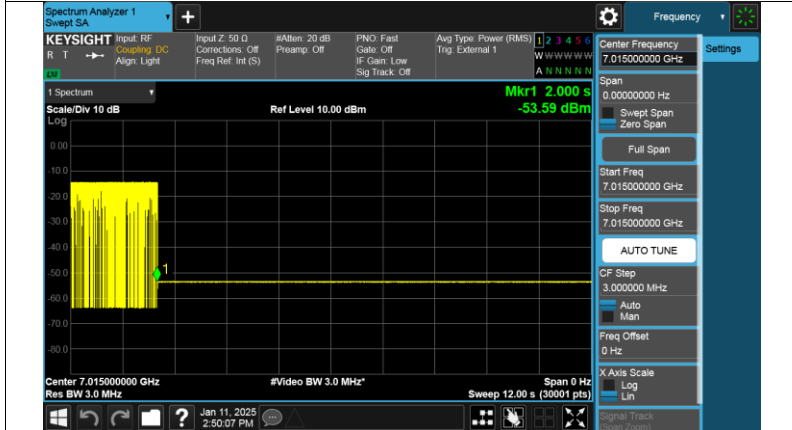 Spectrum Analyzer 1
Swept SA
+
Frequency
KEYSIGHT
R T
Input: RF
Coupling: DC
Align: Light
Input Z: 50 Ω
Corrections: Off
Freq Ref: Int (S)
#Atten: 20 dB
Preamp: Off
PNO: Fast
Gate: Off
IF Gain: Low
Sig Track: Off
Avg Type: Power (RMS)
Trig: External 1
1 2 3 4 5 6
W W W W W W
A N N N N N
1 Spectrum
Mkr1 2.000 s
Scale/Div 10 dB
Ref Level 10.00 dBm
-53.59 dBm
Log
0.00
-10.0
-20.0
-30.0
-40.0
-50.0
-60.0
-70.0
-80.0
1
Center 7.015000000 GHz
#Video BW 3.0 MHz*
Span 0 Hz
Res BW 3.0 MHz
Sweep 12.00 s (30001 pts)
Center Frequency
7.015000000 GHz
Settings
Span
0.00000000 Hz
Swept Span
Zero Span
Full Span
Start Freq
7.015000000 GHz
Stop Freq
7.015000000 GHz
AUTO TUNE
CF Step
3.000000 MHz
Auto
Man
Freq Offset
0 Hz
X Axis Scale
Log
Lin
Signal Track
(Span Zoom)
?
Jan 11, 2025
2:50:07 PM